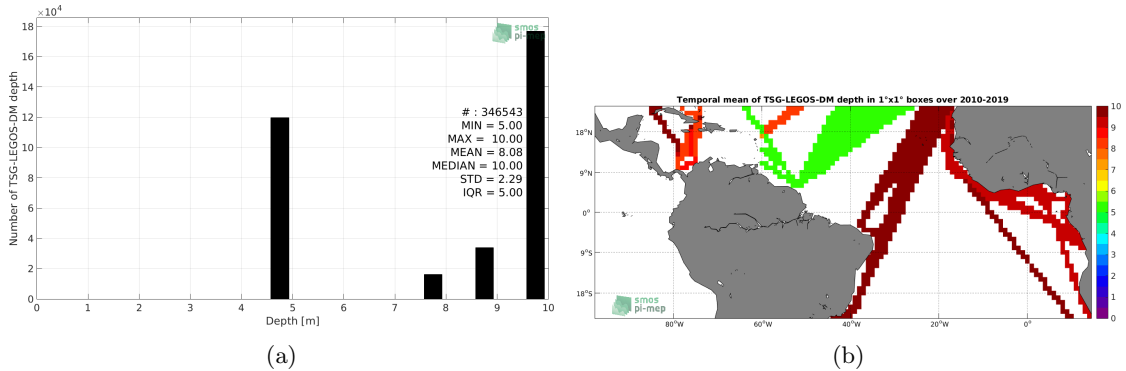 ×10⁴
18
16
14
12
10
8
6
4
2
0
Number of TSG-LEGOS-DM depth
smos
pi-mep
# : 346543
MIN = 5.00
MAX = 10.00
MEAN = 8.08
MEDIAN = 10.00
STD = 2.29
IQR = 5.00
0 1 2 3 4 5 6 7 8 9 10
Depth [m]
(a)
Temporal mean of TSG-LEGOS-DM depth in 1°x1° boxes over 2010-2019
18°N
9°N
0°
9°S
18°S
80°W 60°W 40°W 20°W 0°
smos
pi-mep
10
9
8
7
6
5
4
3
2
1
0
(b)